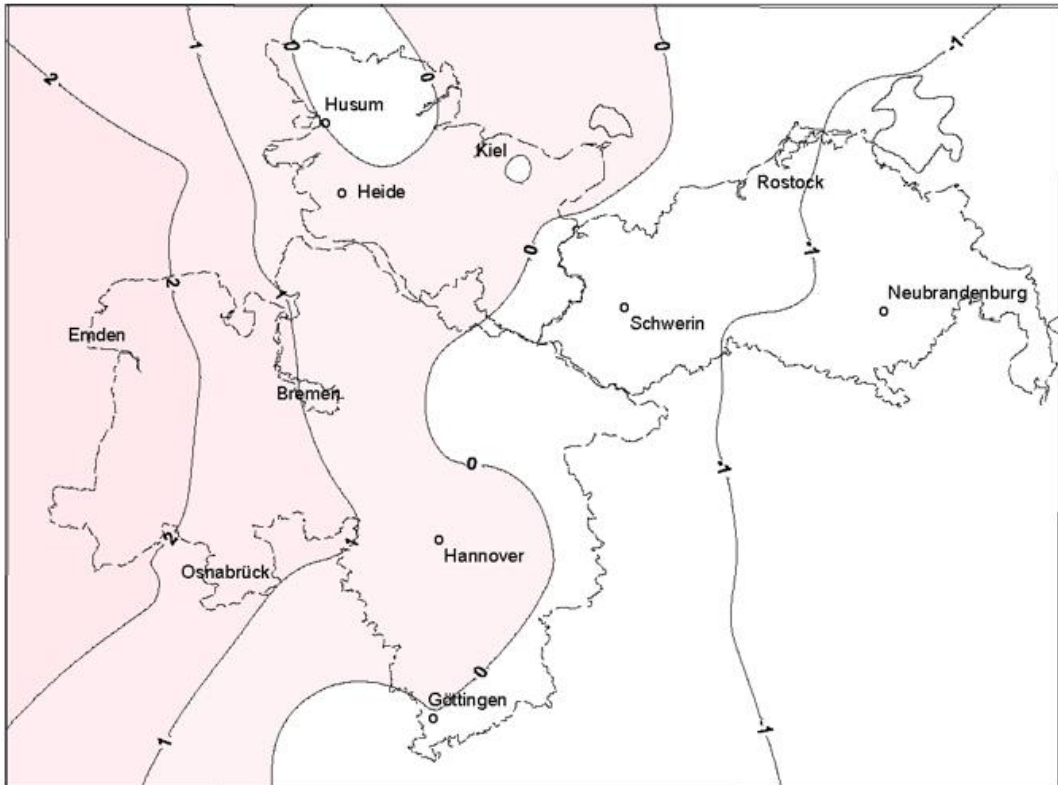 1
0
0
-1
2
Husum
Kiel
Heide
Rostock
0
-1
2
1
Neubrandenburg
Schwerin
Emden
Bremen
0
-1
2
1
Hannover
Osnabrück
0
Göttingen
1
-1
0